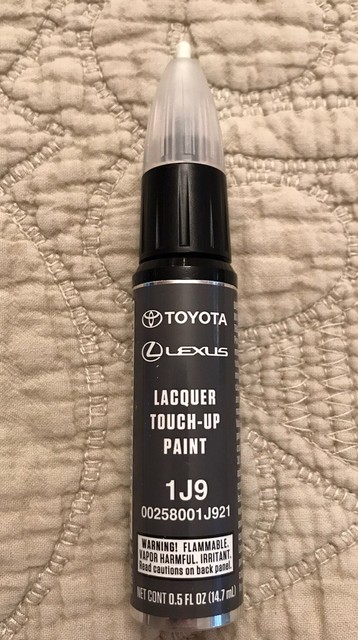 TOYOTA
LEXUS
LACQUER
TOUCH-UP
PAINT
1J9
00258001J921
WARNING! FLAMMABLE.
VAPOR HARMFUL. IRRITANT.
Read cautions on back panel.
NET CONT 0.5 FL OZ (14.7 mL)